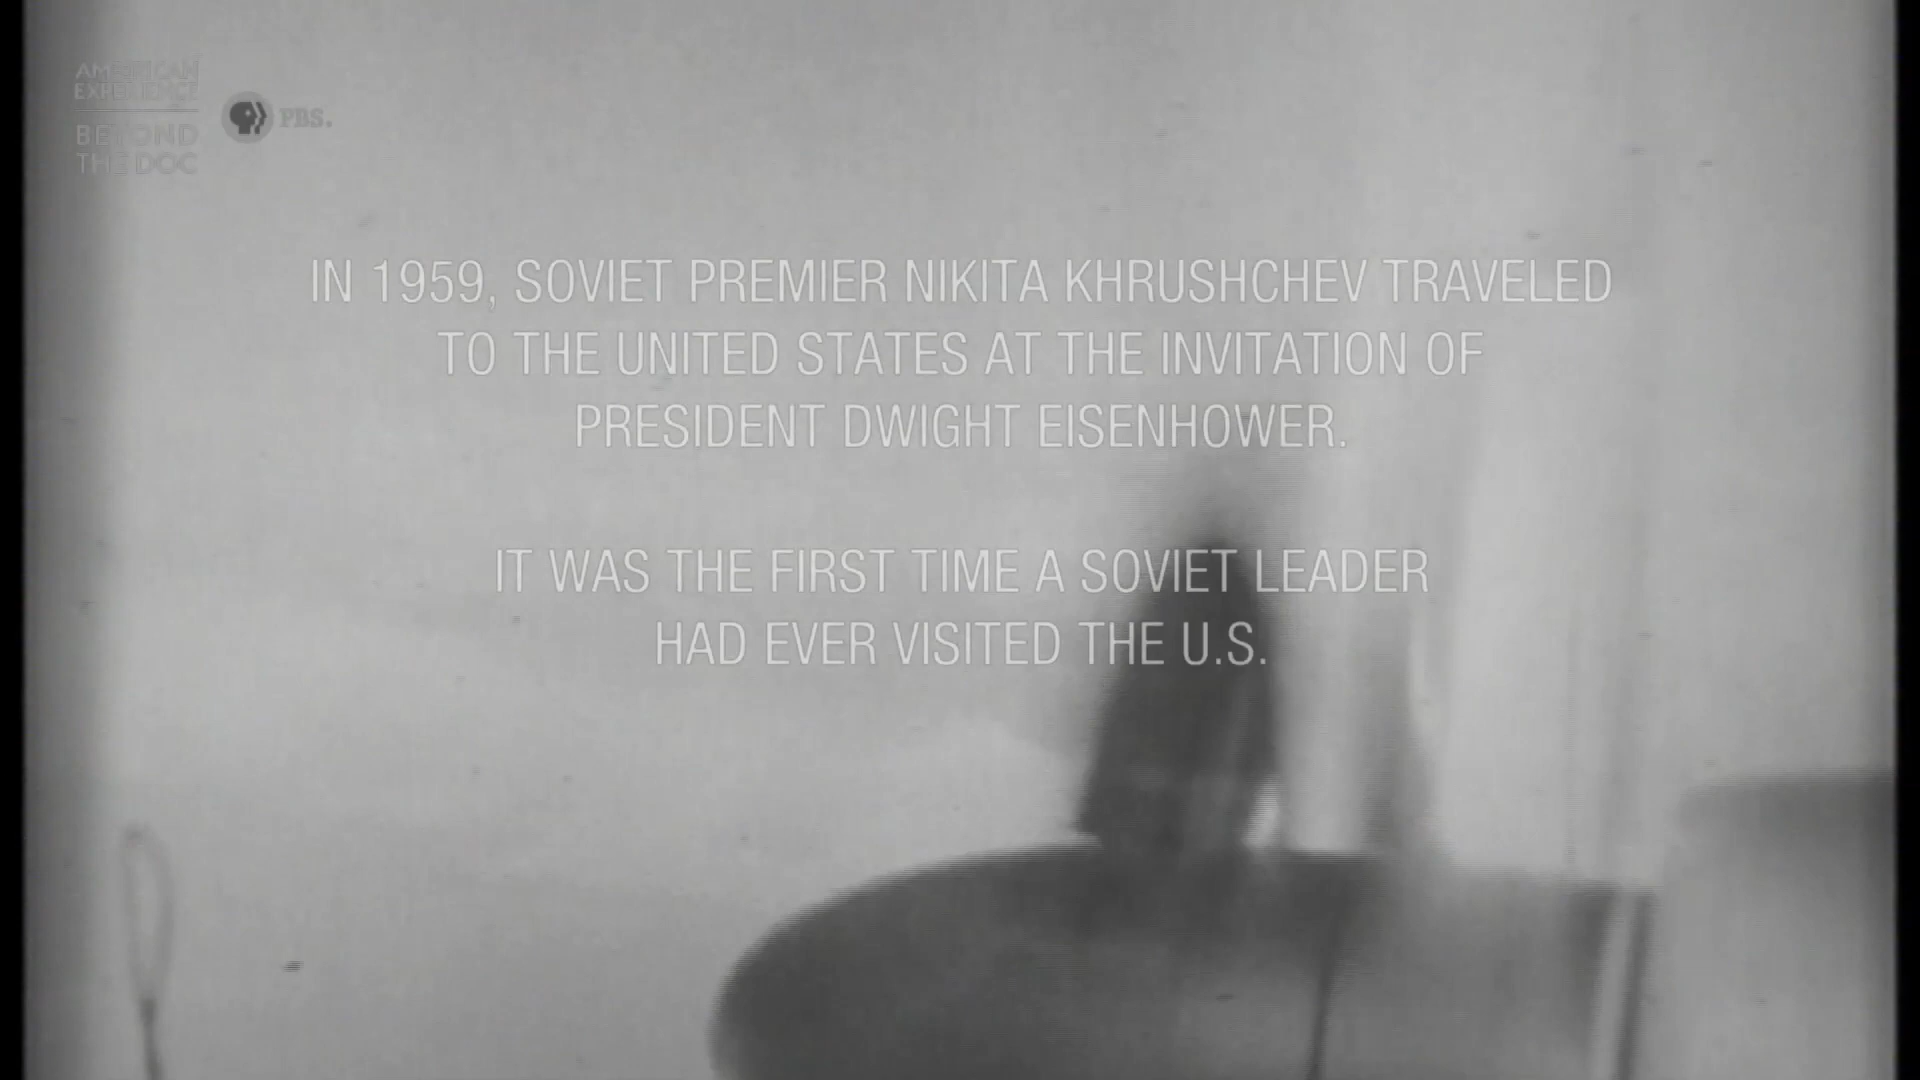 AMERICAN
EXPERIENCE
BEYOND
THE DOC
PBS.
IN 1959, SOVIET PREMIER NIKITA KHRUSHCHEV TRAVELED
TO THE UNITED STATES AT THE INVITATION OF
PRESIDENT DWIGHT EISENHOWER.
IT WAS THE FIRST TIME A SOVIET LEADER
HAD EVER VISITED THE U.S.